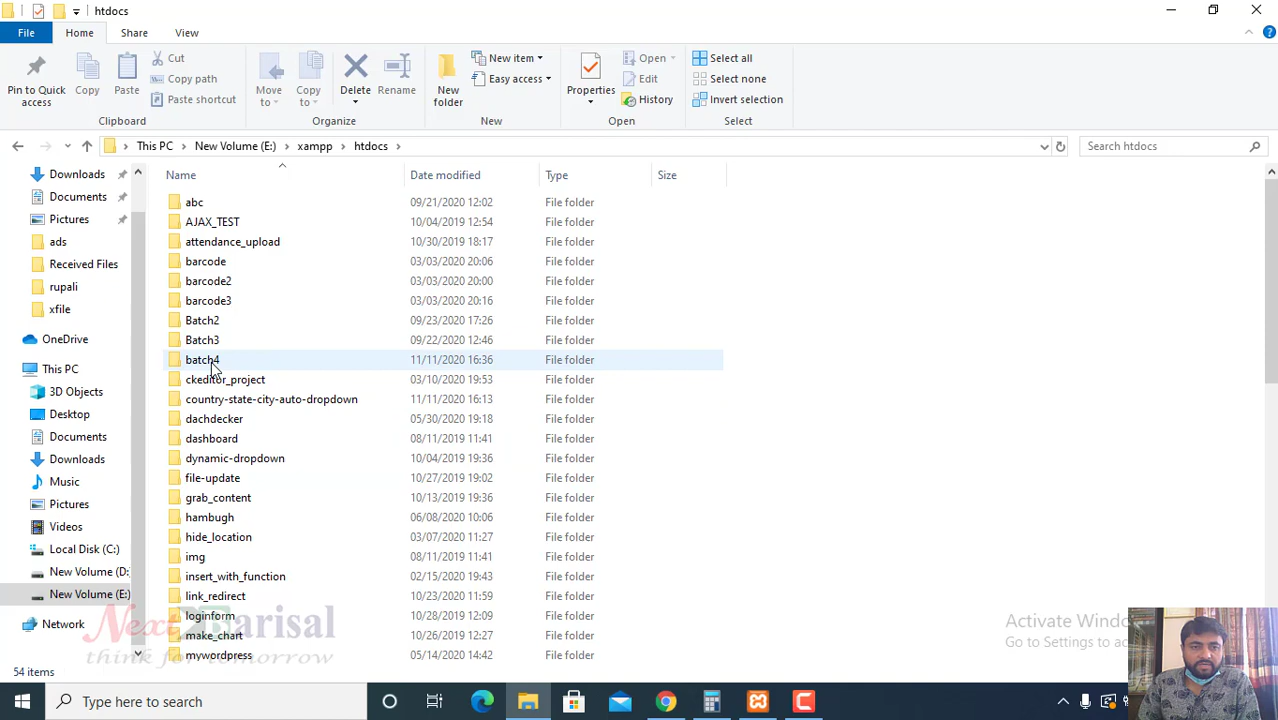 htdocs
File Home Share View
Pin to Quick access
Copy
Paste
Cut
Copy path
Paste shortcut
Clipboard
Move to
Copy to
Delete
Rename
Organize
New folder
New item
Easy access
New
Properties
Open
Edit
History
Open
Select all
Select none
Invert selection
Select
This PC New Volume (E:) xampp htdocs
Search htdocs
Downloads
Documents
Pictures
ads
Received Files
rupali
xfile
OneDrive
This PC
3D Objects
Desktop
Documents
Downloads
Music
Pictures
Videos
Local Disk (C:)
New Volume (D:
New Volume (E:)
Network
Name Date modified Type Size
abc 09/21/2020 12:02 File folder
AJAX_TEST 10/04/2019 12:54 File folder
attendance_upload 10/30/2019 18:17 File folder
barcode 03/03/2020 20:06 File folder
barcode2 03/03/2020 20:00 File folder
barcode3 03/03/2020 20:16 File folder
Batch2 09/23/2020 17:26 File folder
Batch3 09/22/2020 12:46 File folder
batch4 11/11/2020 16:36 File folder
ckeditor_project 03/10/2020 19:53 File folder
country-state-city-auto-dropdown 11/11/2020 16:13 File folder
dachdecker 05/30/2020 19:18 File folder
dashboard 08/11/2019 11:41 File folder
dynamic-dropdown 10/04/2019 19:36 File folder
file-update 10/27/2019 19:02 File folder
grab_content 10/13/2019 19:36 File folder
hambugh 06/08/2020 10:06 File folder
hide_location 03/07/2020 11:27 File folder
img 08/11/2019 11:41 File folder
insert_with_function 02/15/2020 19:43 File folder
link_redirect 10/23/2020 11:59 File folder
loginform 10/28/2019 12:09 File folder
make_chart 10/26/2019 12:27 File folder
mywordpress 05/14/2020 14:42 File folder
Next2Barisal
think for tomorrow
54 items
Activate Windo
Go to Settings to a
Type here to search